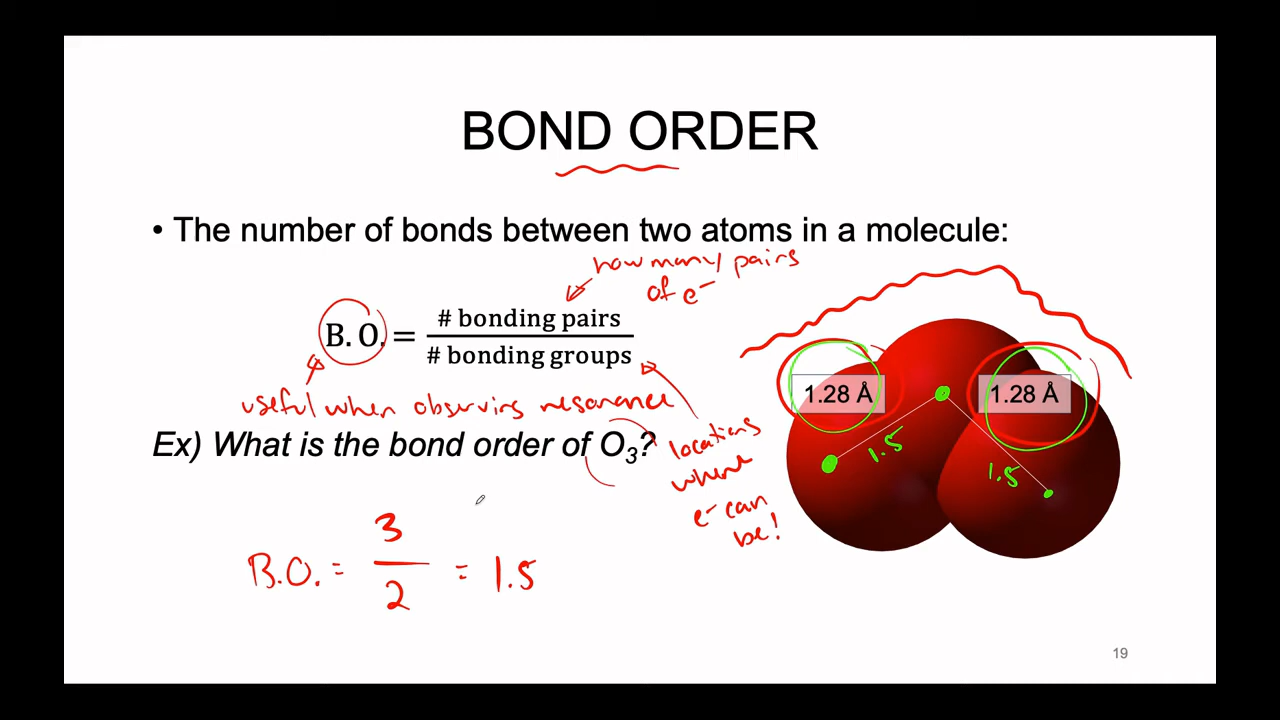 BOND ORDER
• The number of bonds between two atoms in a molecule:
how many pairs
of e⁻
B. O. = # bonding pairs
# bonding groups
useful when observing resonance
1.28 Å
1.28 Å
1.5
1.5
Ex) What is the bond order of O₃?
locations
where
e⁻ can
be!
B.O. = 3
2
= 1.5
19